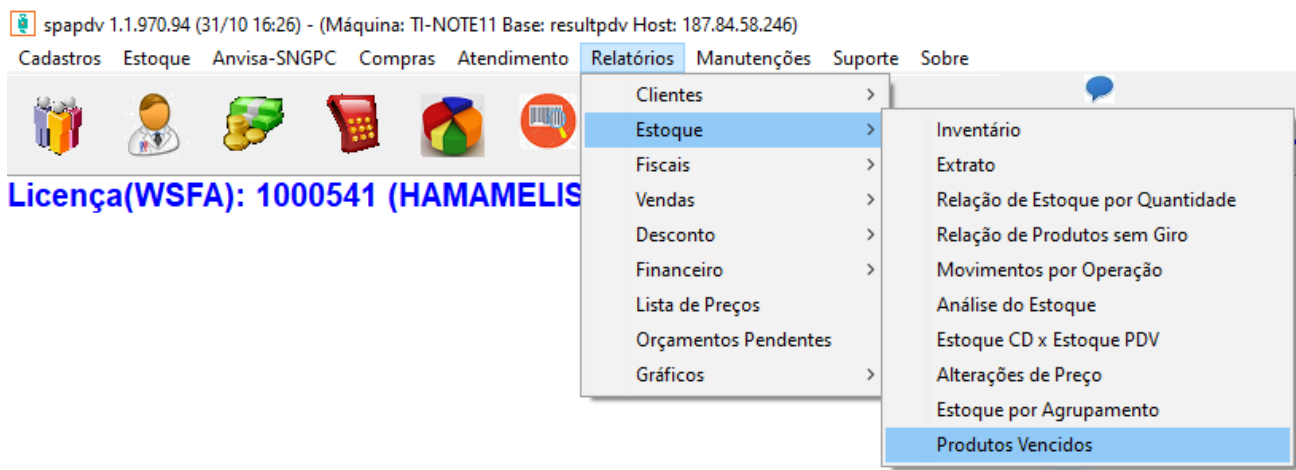 spapdv 1.1.970.94 (31/10 16:26) - (Máquina: TI-NOTE11 Base: resultpdv Host: 187.84.58.246)
Cadastros Estoque Anvisa-SNGPC Compras Atendimento Relatórios Manutenções Suporte Sobre
Licença(WSFA): 1000541 (HAMAMELIS
Clientes
Estoque
Fiscais
Vendas
Desconto
Financeiro
Lista de Preços
Orçamentos Pendentes
Gráficos
Inventário
Extrato
Relação de Estoque por Quantidade
Relação de Produtos sem Giro
Movimentos por Operação
Análise do Estoque
Estoque CD x Estoque PDV
Alterações de Preço
Estoque por Agrupamento
Produtos Vencidos